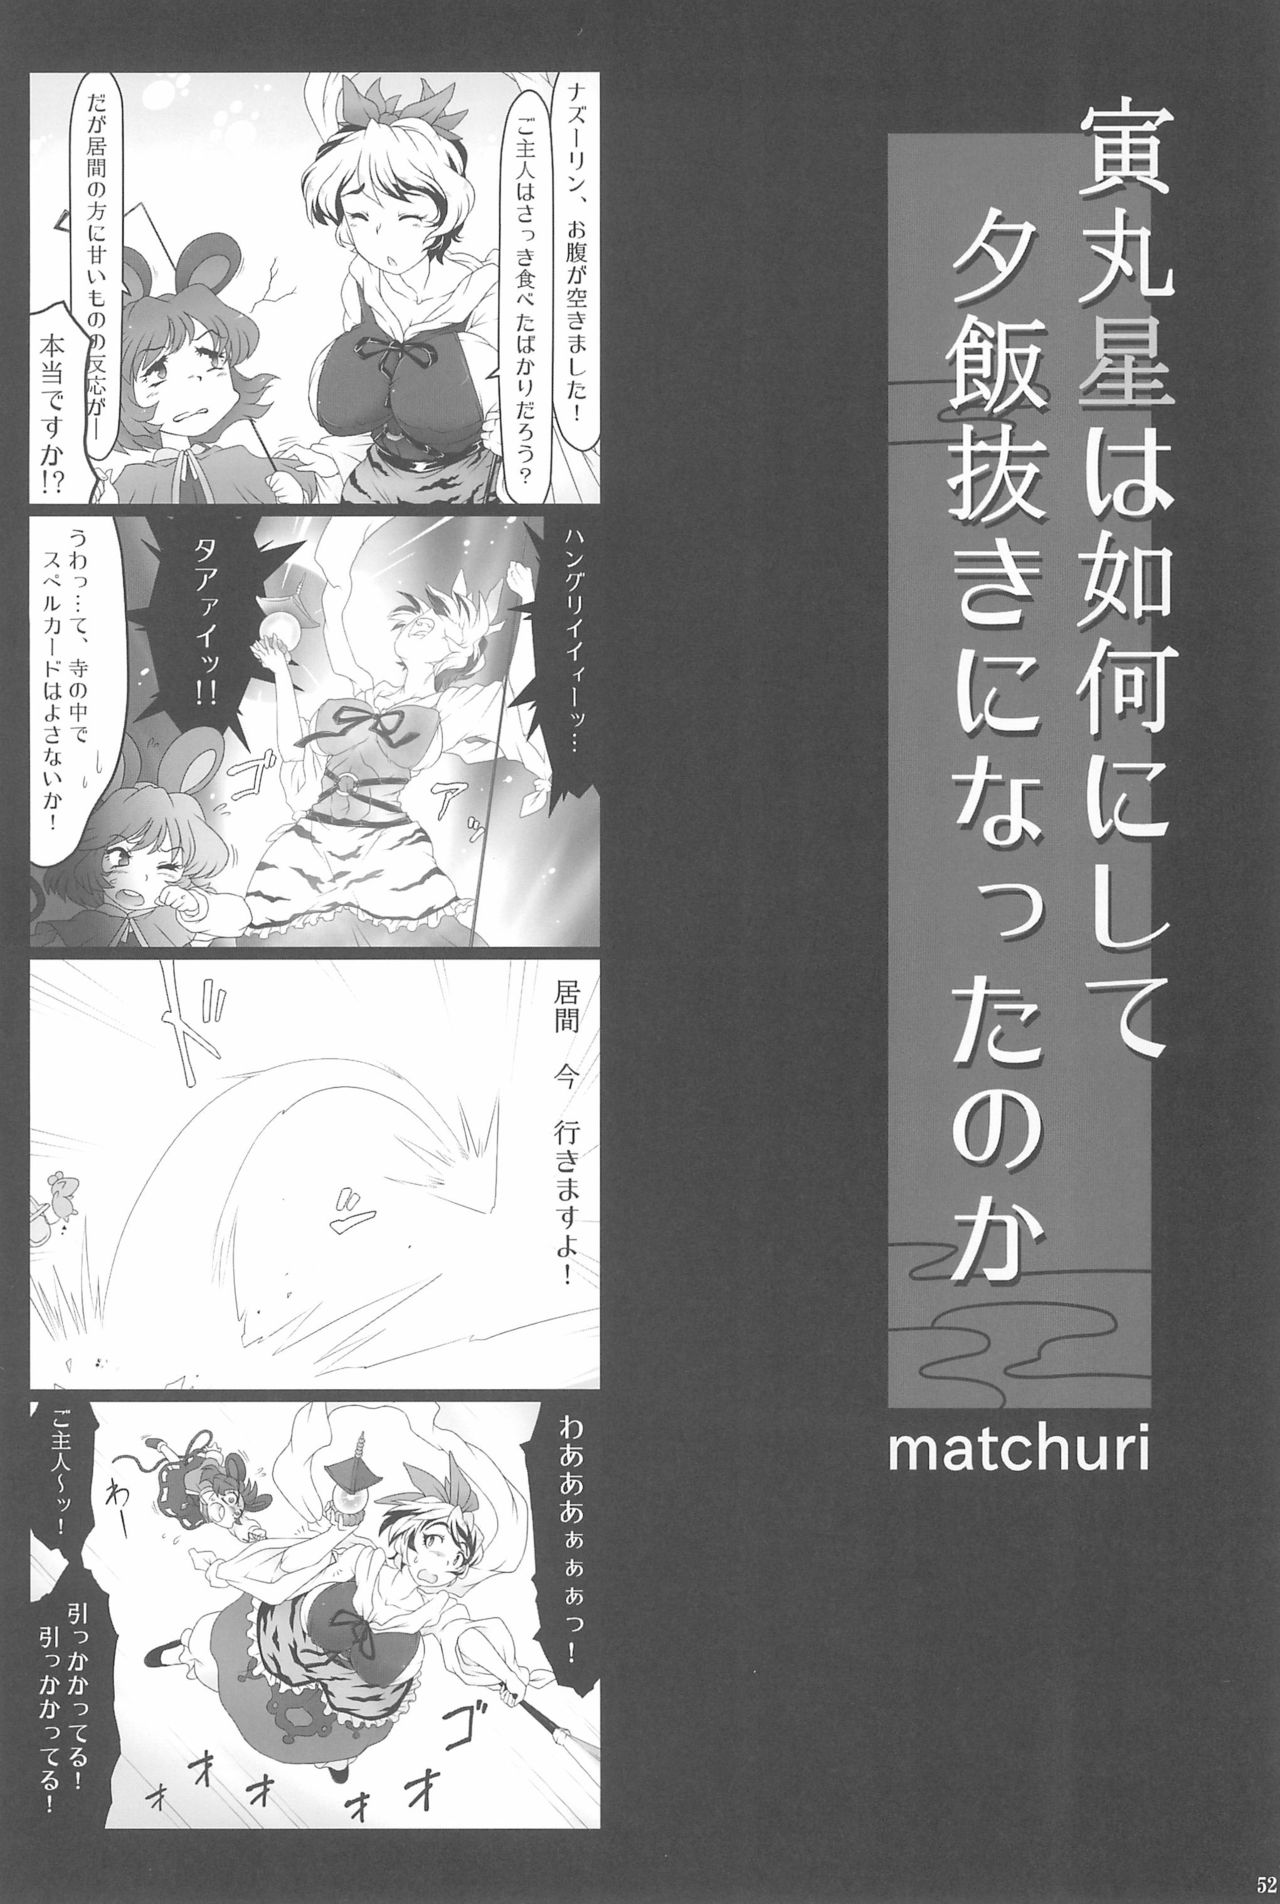 寅丸星は如何にして
夕飯抜きになったのか
matchuri
ナズーリン、お腹が空きました！
ご主人はさっき食べたばかりだろう？
だが居間の方に甘いものの反応がー
本当ですか!?
ハングリイイィーッ…
タアァイッ!!
ゴ
アッ
うわっ…て、寺の中で
スペルカードはよさないか！
居間　今　行きますよ！
ドン
わああぁぁぁっ！
わー
ご主人～ッ！
引っかかってる！
引っかかってる！
ゴ
オ
オ
オ
オ
オ
52